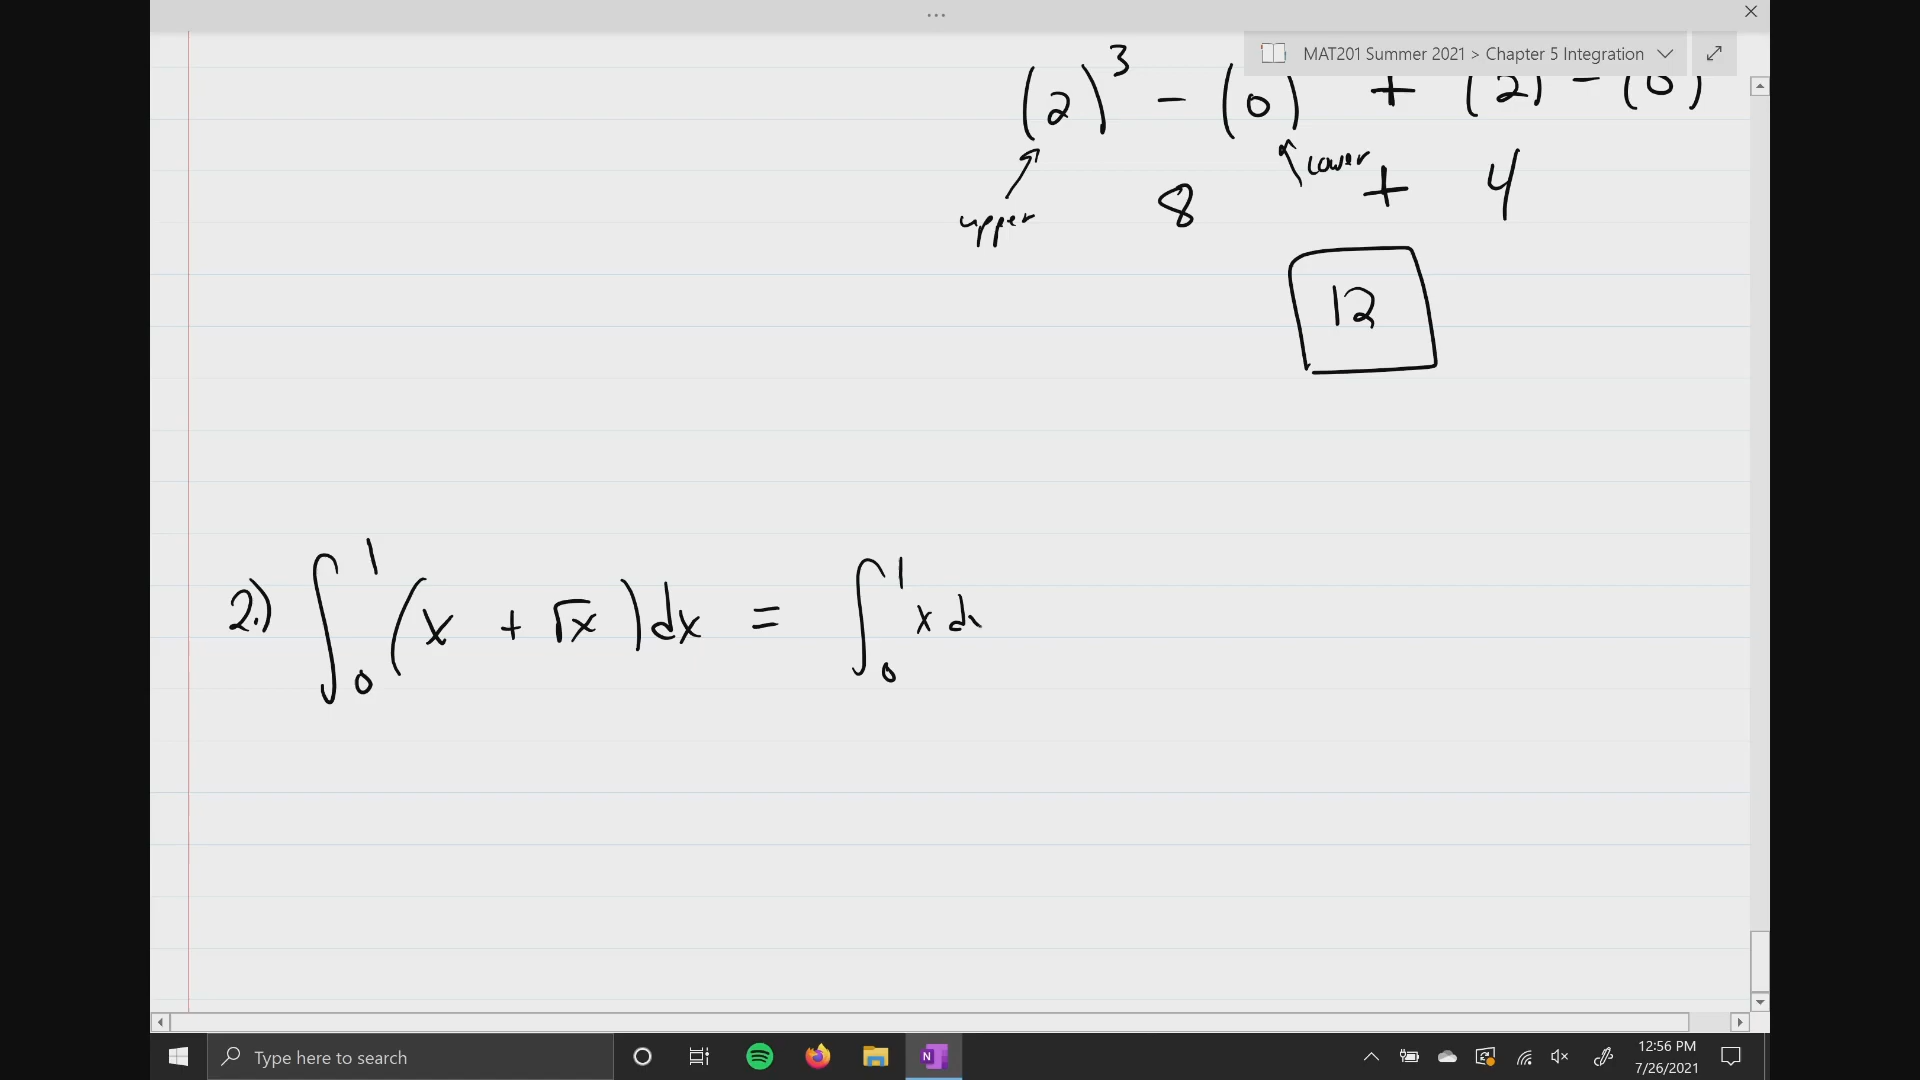 ...
MAT201 Summer 2021 > Chapter 5 Integration
(2)³ - (0) + (2) - (0)
upper
lower
8 + 4
12
2.) ∫₀¹ (x + √x) dx = ∫₀¹ x d
Type here to search
12:56 PM
7/26/2021